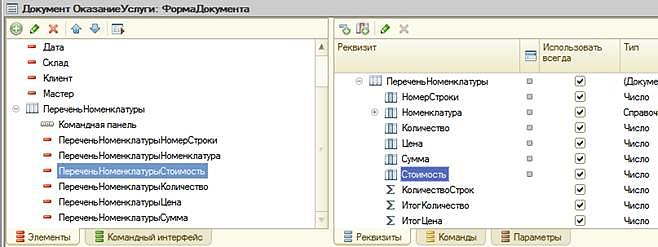 Документ ОказаниеУслуги: ФормаДокумента
Дата
Склад
Клиент
Мастер
ПереченьНоменклатуры
Командная панель
ПереченьНоменклатурыНомерСтроки
ПереченьНоменклатурыНоменклатура
ПереченьНоменклатурыСтоимость
ПереченьНоменклатурыКоличество
ПереченьНоменклатурыЦена
ПереченьНоменклатурыСумма
Элементы
Командный интерфейс
Реквизит
Использовать всегда
Тип
ПереченьНоменклатуры
(Докуме
НомерСтроки
Число
Номенклатура
Справоч
Количество
Число
Цена
Число
Сумма
Число
Стоимость
Число
КоличествоСтрок
Число
ИтогКоличество
Число
ИтогЦена
Число
Реквизиты
Команды
Параметры